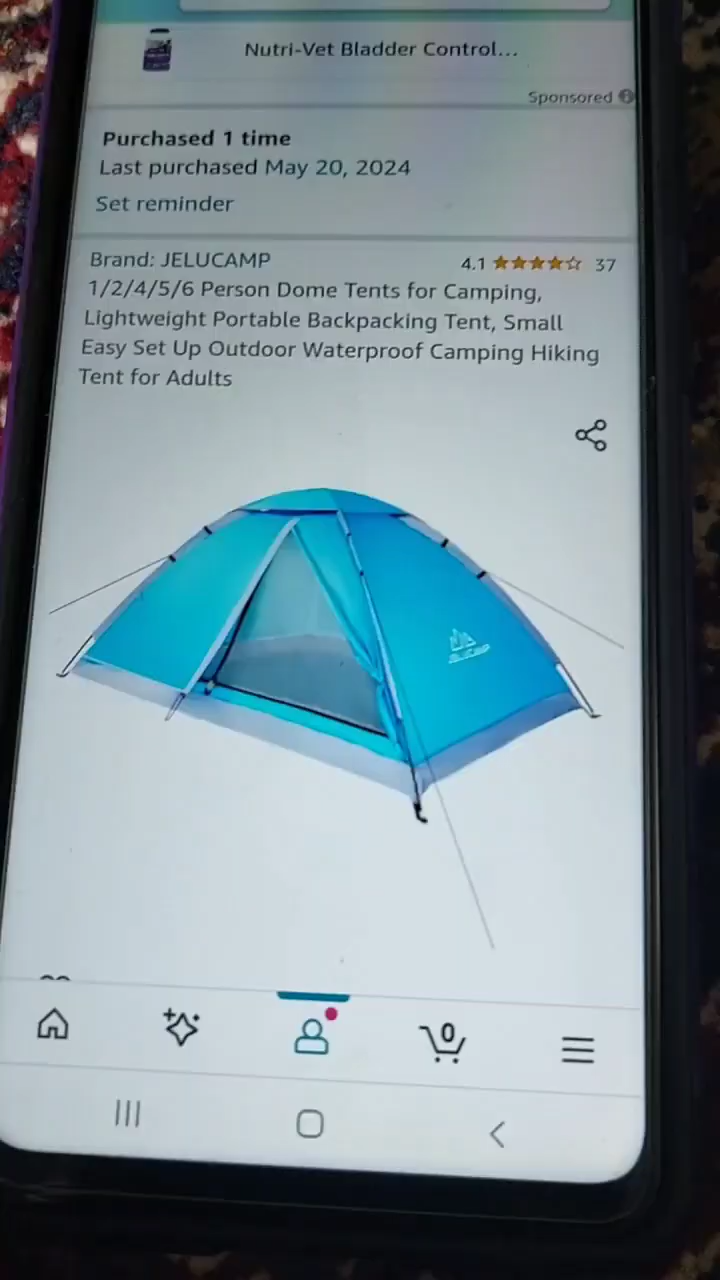 Nutri-Vet Bladder Control...
Sponsored
Purchased 1 time
Last purchased May 20, 2024
Set reminder
Brand: JELUCAMP
4.1 37
1/2/4/5/6 Person Dome Tents for Camping,
Lightweight Portable Backpacking Tent, Small
Easy Set Up Outdoor Waterproof Camping Hiking
Tent for Adults
JELUCAMP
0